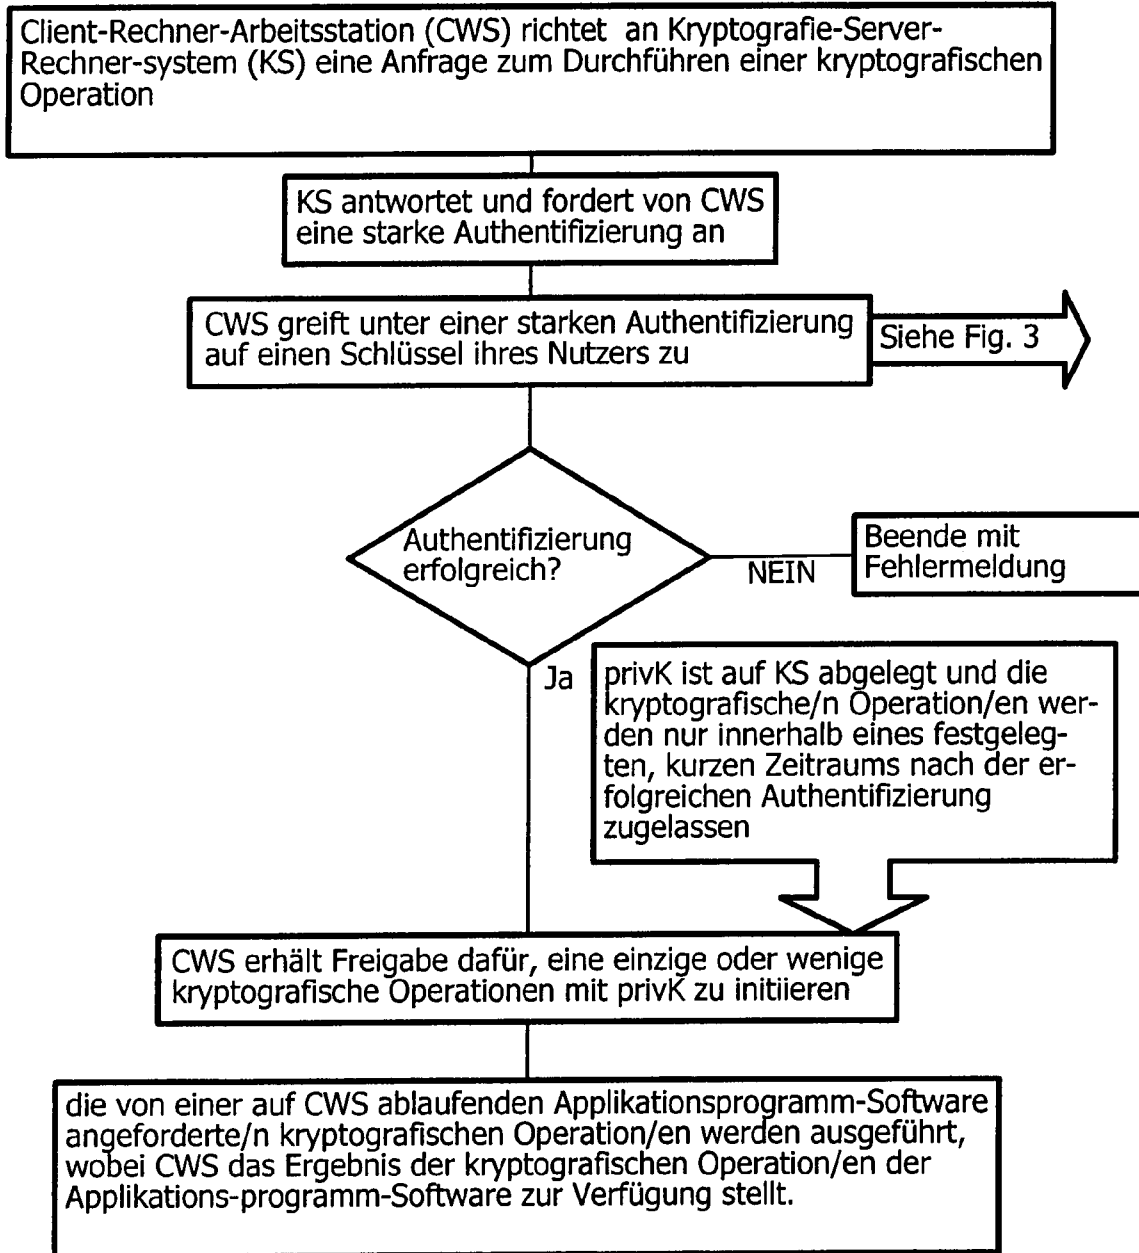 Client-Rechner-Arbeitsstation (CWS) richtet an Kryptografie-Server-
Rechner-system (KS) eine Anfrage zum Durchführen einer kryptografischen
Operation
KS antwortet und fordert von CWS
eine starke Authentifizierung an
CWS greift unter einer starken Authentifizierung
auf einen Schlüssel ihres Nutzers zu
Siehe Fig. 3
Authentifizierung
erfolgreich?
NEIN
Beende mit
Fehlermeldung
Ja
privK ist auf KS abgelegt und die
kryptografische/n Operation/en wer-
den nur innerhalb eines festgeleg-
ten, kurzen Zeitraums nach der er-
folgreichen Authentifizierung
zugelassen
CWS erhält Freigabe dafür, eine einzige oder wenige
kryptografische Operationen mit privK zu initiieren
die von einer auf CWS ablaufenden Applikationsprogramm-Software
angeforderte/n kryptografischen Operation/en werden ausgeführt,
wobei CWS das Ergebnis der kryptografischen Operation/en der
Applikations-programm-Software zur Verfügung stellt.